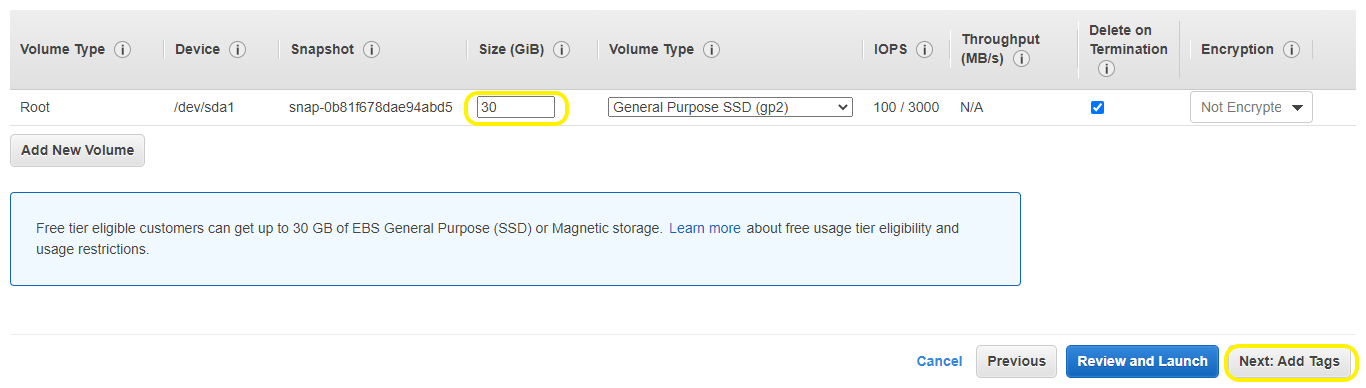 Volume Type Device Snapshot Size (GiB) Volume Type IOPS Throughput (MB/s) Delete on Termination Encryption
Root /dev/sda1 snap-0b81f678dae94abd5 30 General Purpose SSD (gp2) 100 / 3000 N/A Not Encrypte
Add New Volume
Free tier eligible customers can get up to 30 GB of EBS General Purpose (SSD) or Magnetic storage. Learn more about free usage tier eligibility and
usage restrictions.
Cancel Previous Review and Launch Next: Add Tags